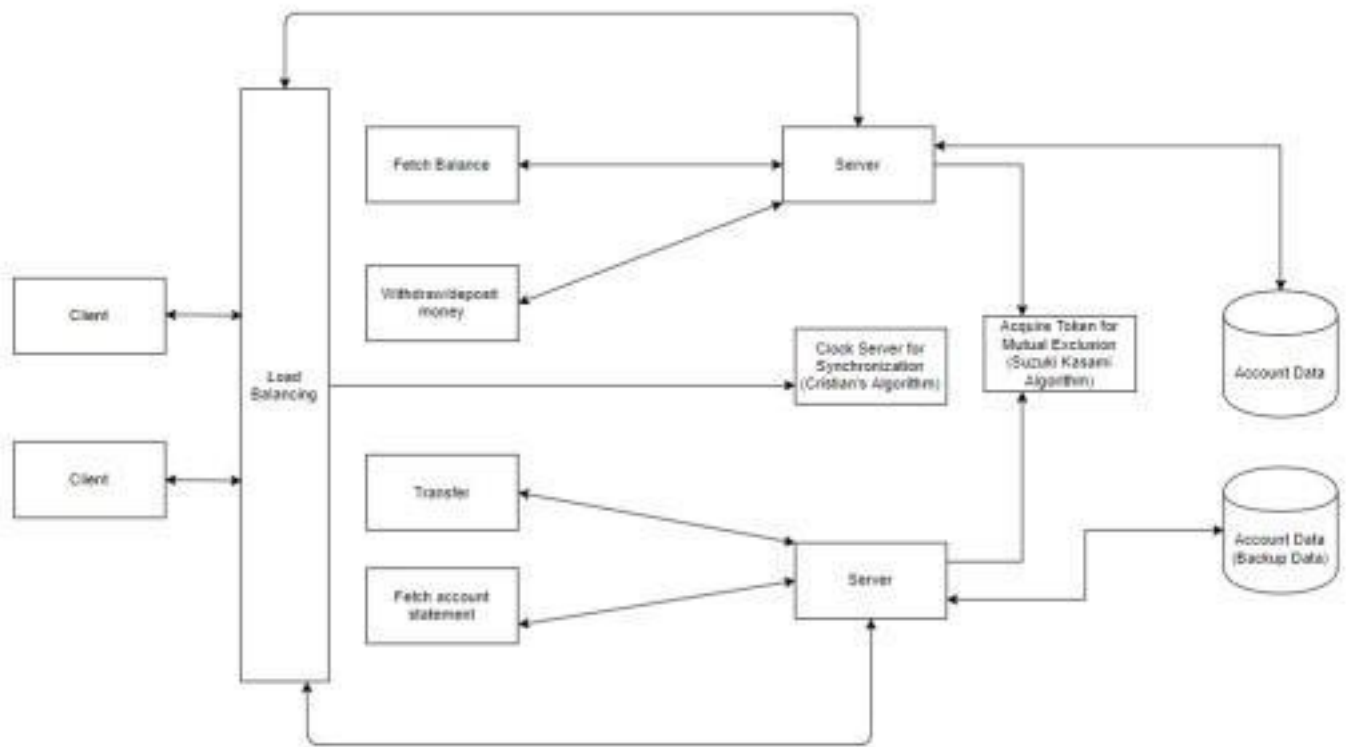 Fetch Balance
Server
Withdraw/deposit
money
Client
Load
Balancing
Clock Server for
Synchronization
(Cristian's Algorithm)
Acquire Token for
Mutual Exclusion
(Suzuki Kasami
Algorithm)
Account Data
Client
Transfer
Account Data
(Backup Data)
Fetch account
statement
Server